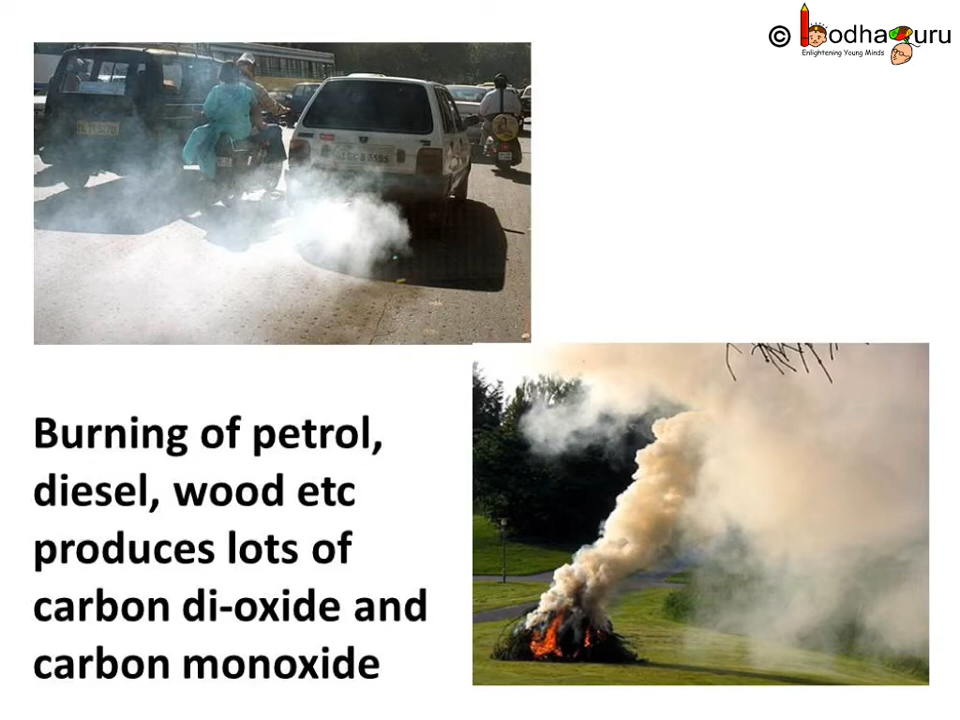 © BodhaGuru
Enlightening Young Minds
Burning of petrol,
diesel, wood etc
produces lots of
carbon di-oxide and
carbon monoxide